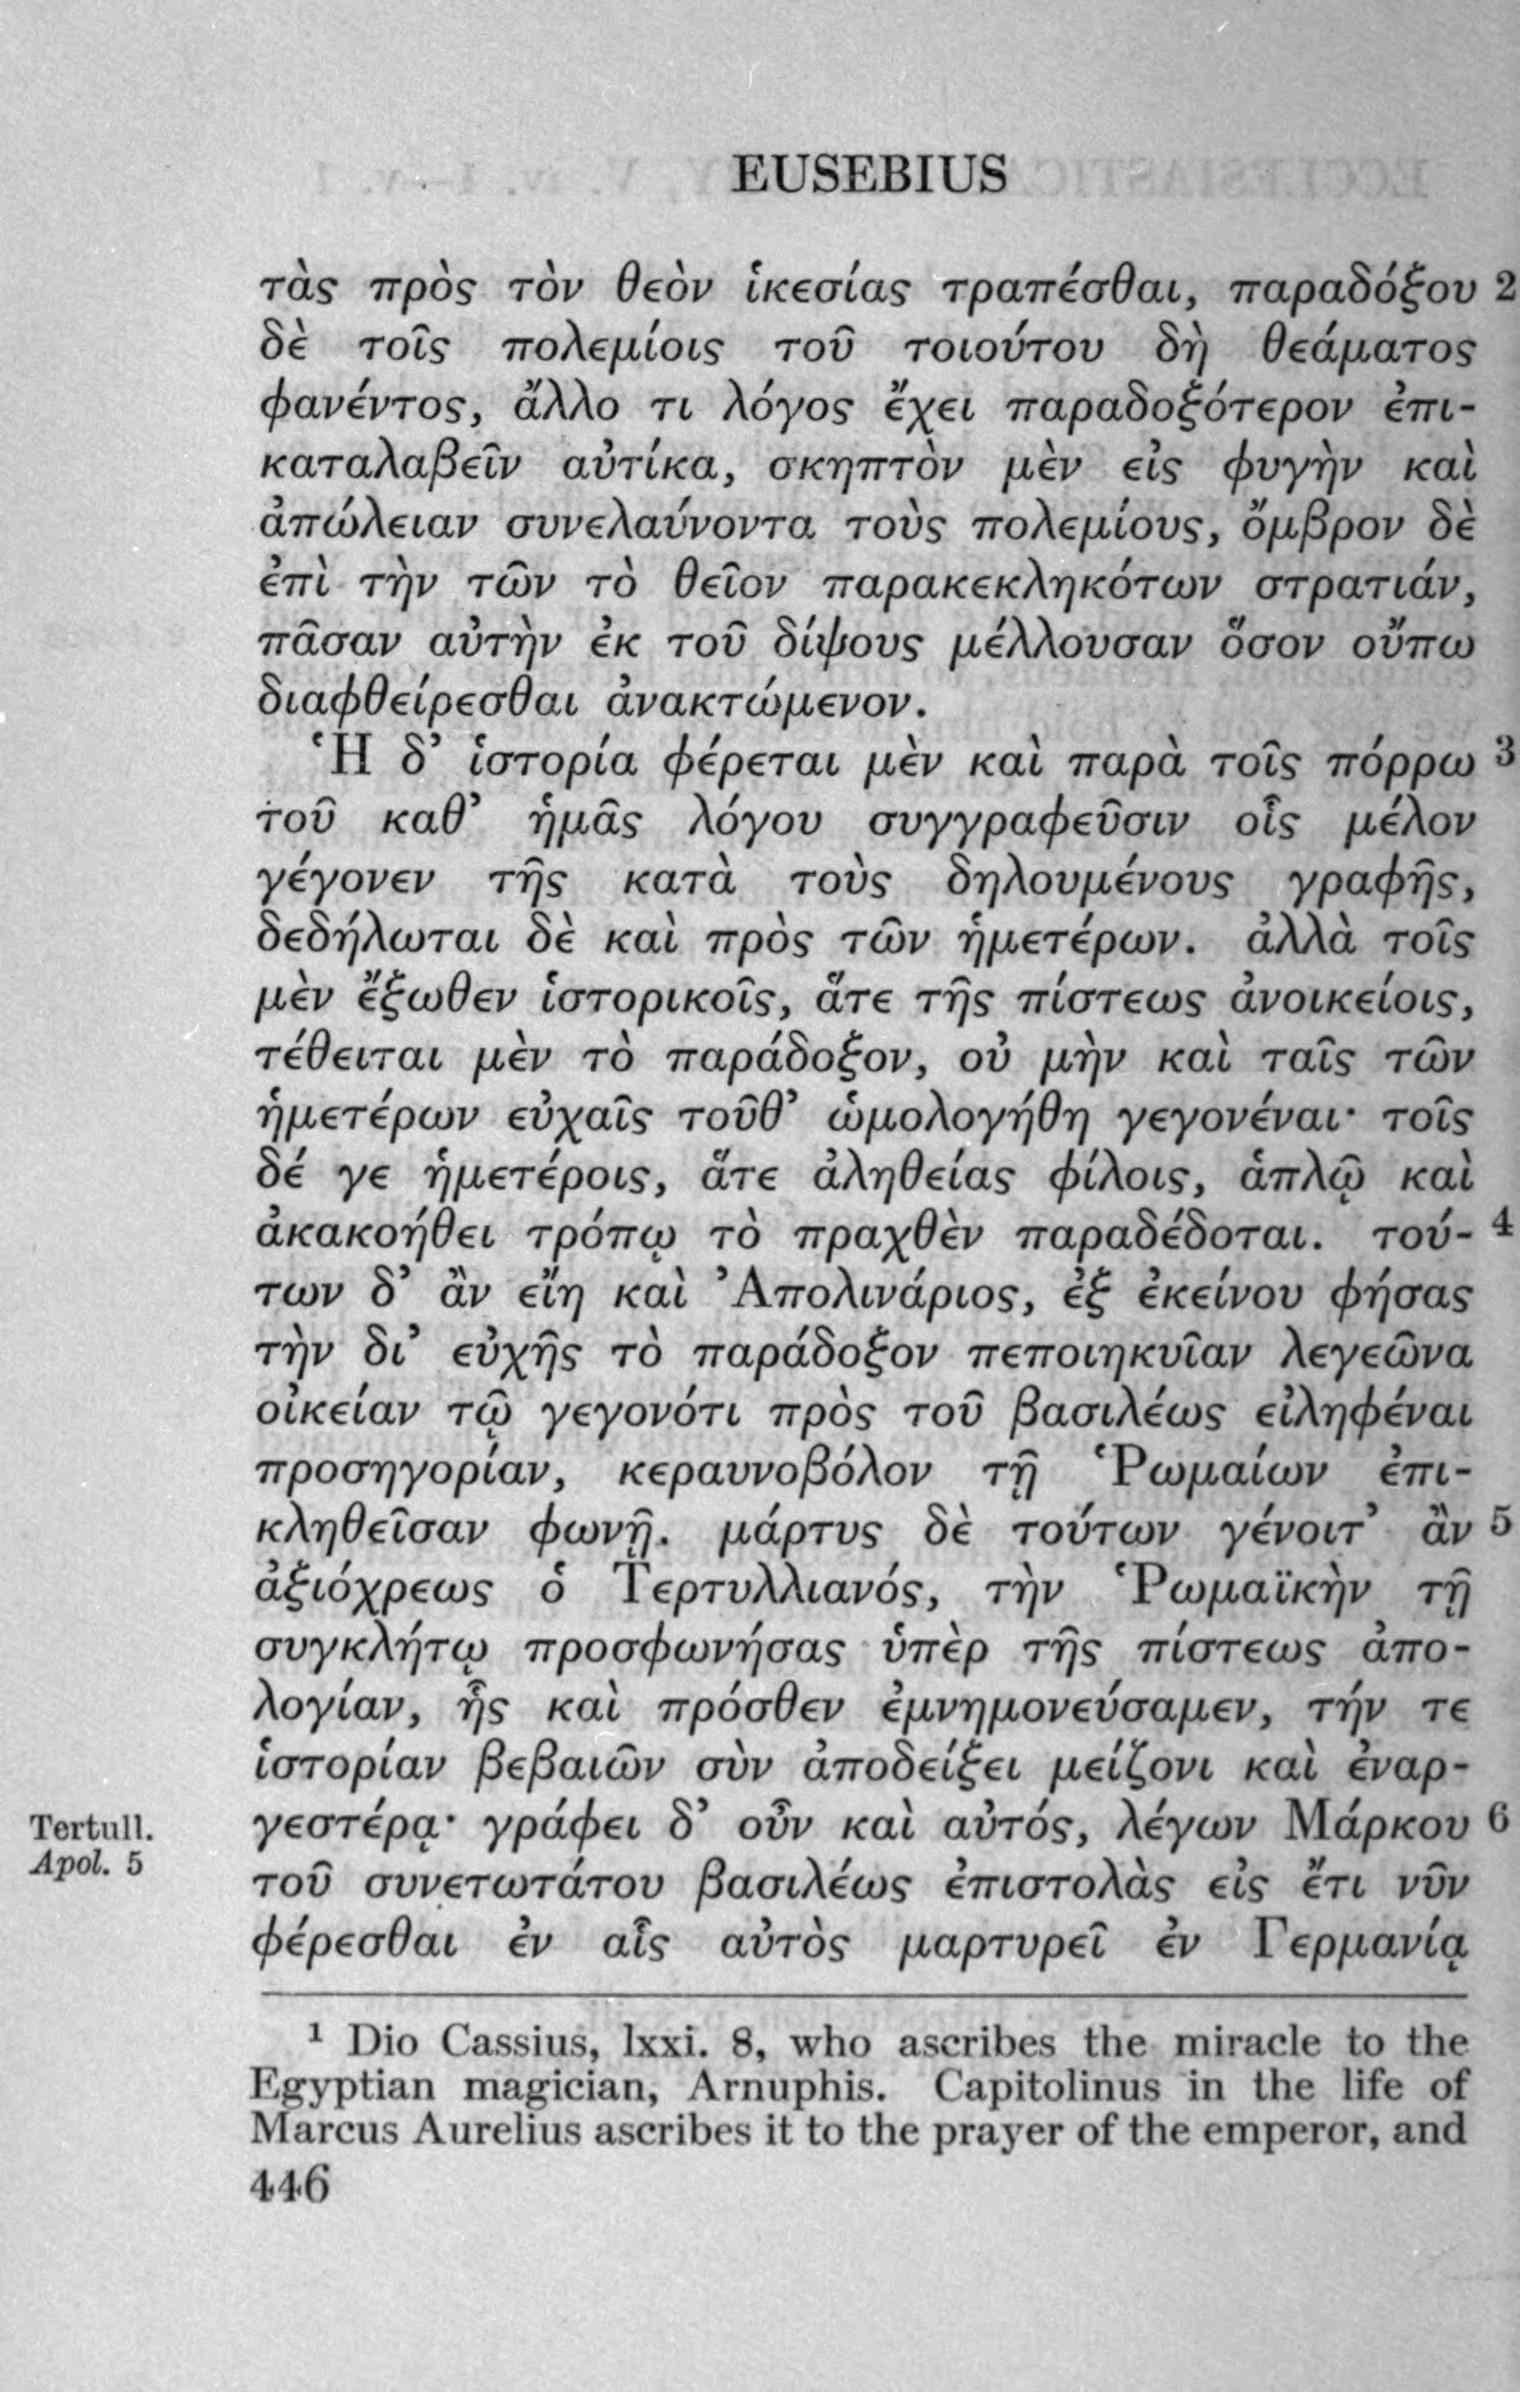 EUSEBIUS
τὰς πρὸς τὸν θεὸν ἱκεσίας τραπέσθαι, παραδόξου 2
δὲ τοῖς πολεμίοις τοῦ τοιούτου δὴ θεάματος
φανέντος, ἄλλο τι λόγος ἔχει παραδοξότερον ἐπι-
καταλαβεῖν αὐτίκα, σκηπτὸν μὲν εἰς φυγὴν καὶ
ἀπώλειαν συνελαύνοντα τοὺς πολεμίους, ὄμβρον δὲ
ἐπὶ τὴν τῶν τὸ θεῖον παρακεκληκότων στρατιάν,
πᾶσαν αὐτὴν ἐκ τοῦ δίψους μέλλουσαν ὅσον οὔπω
διαφθείρεσθαι ἀνακτώμενον.
Ἡ δ’ ἱστορία φέρεται μὲν καὶ παρὰ τοῖς πόρρω 3
τοῦ καθ’ ἡμᾶς λόγου συγγραφεῦσιν οἷς μέλον
γέγονεν τῆς κατὰ τοὺς δηλουμένους γραφῆς,
δεδήλωται δὲ καὶ πρὸς τῶν ἡμετέρων. ἀλλὰ τοῖς
μὲν ἔξωθεν ἱστορικοῖς, ἅτε τῆς πίστεως ἀνοικείοις,
τέθειται μὲν τὸ παράδοξον, οὐ μὴν καὶ ταῖς τῶν
ἡμετέρων εὐχαῖς τοῦθ’ ὡμολογήθη γεγονέναι· τοῖς
δέ γε ἡμετέροις, ἅτε ἀληθείας φίλοις, ἁπλῷ καὶ
ἀκακοήθει τρόπῳ τὸ πραχθὲν παραδέδοται. τού- 4
των δ’ ἂν εἴη καὶ Ἀπολινάριος, ἐξ ἐκείνου φήσας
τὴν δι’ εὐχῆς τὸ παράδοξον πεποιηκυῖαν λεγεῶνα
οἰκείαν τῷ γεγονότι πρὸς τοῦ βασιλέως εἰληφέναι
προσηγορίαν, κεραυνοβόλον τῇ Ῥωμαίων ἐπι-
κληθεῖσαν φωνῇ. μάρτυς δὲ τούτων γένοιτ’ ἂν 5
ἀξιόχρεως ὁ Τερτυλλιανός, τὴν Ῥωμαϊκὴν τῇ
συγκλήτῳ προσφωνήσας ὑπὲρ τῆς πίστεως ἀπο-
λογίαν, ἧς καὶ πρόσθεν ἐμνημονεύσαμεν, τήν τε
ἱστορίαν βεβαιῶν σὺν ἀποδείξει μείζονι καὶ ἐναρ-
Tertull. γεστέρᾳ· γράφει δ’ οὖν καὶ αὐτός, λέγων Μάρκου 6
Apol. 5 τοῦ συνετωτάτου βασιλέως ἐπιστολὰς εἰς ἔτι νῦν
φέρεσθαι ἐν αἷς αὐτὸς μαρτυρεῖ ἐν Γερμανίᾳ
¹ Dio Cassius, lxxi. 8, who ascribes the miracle to the
Egyptian magician, Arnuphis. Capitolinus in the life of
Marcus Aurelius ascribes it to the prayer of the emperor, and
446